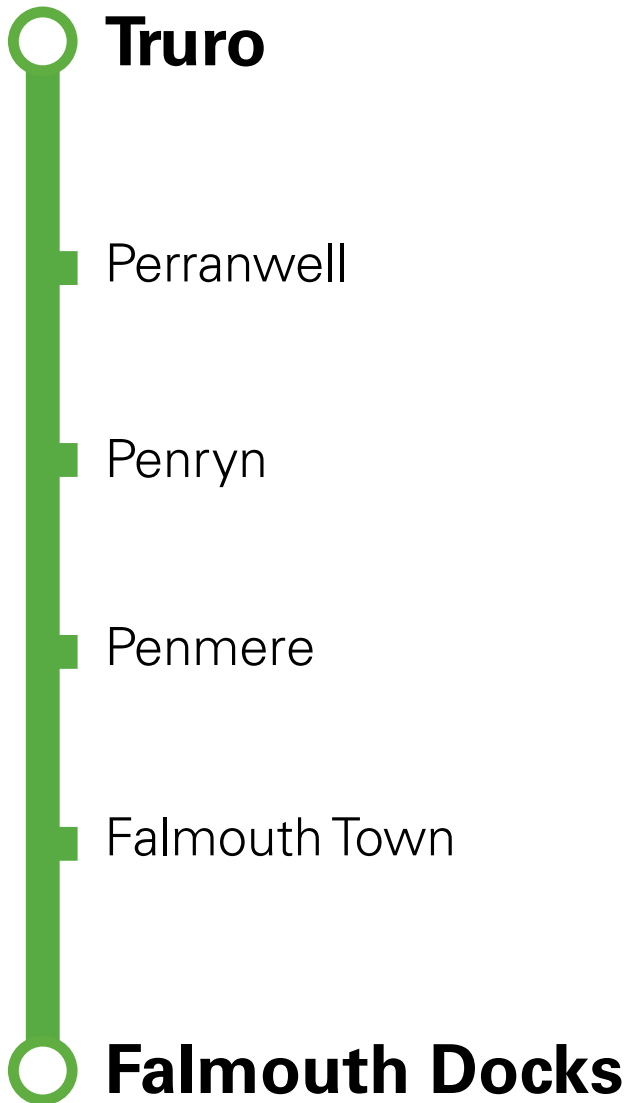 Truro
Perranwell
Penryn
Penmere
Falmouth Town
Falmouth Docks